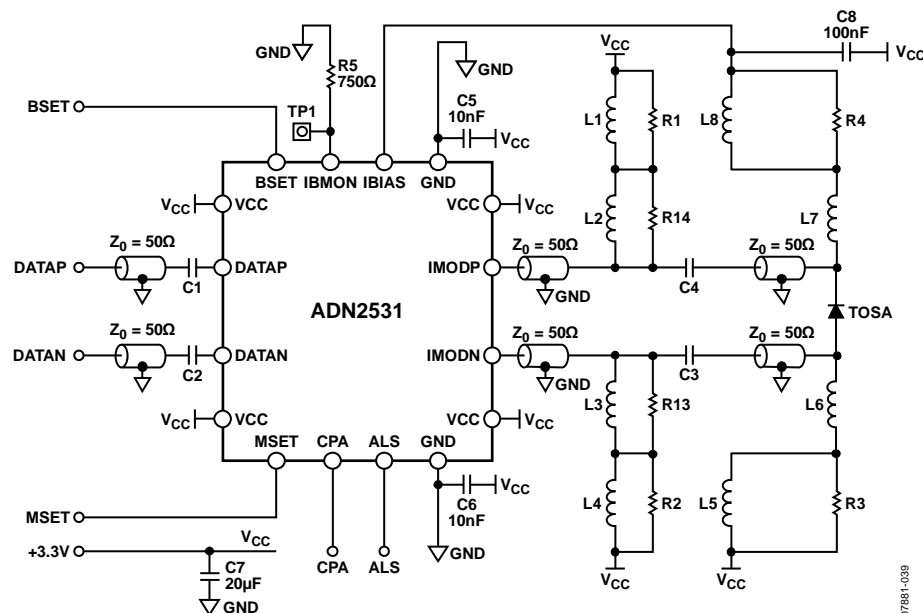 C8
100nF
VCC
VCC
GND
R5
750Ω
GND
C5
10nF
VCC
L1
R1
L8
R4
BSET
TP1
BSET
IBMON
IBIAS
GND
VCC
VCC
VCC
VCC
L2
R14
L7
Z0 = 50Ω
Z0 = 50Ω
Z0 = 50Ω
DATAP
C1
DATAP
IMODP
GND
C4
ADN2531
TOSA
Z0 = 50Ω
Z0 = 50Ω
Z0 = 50Ω
DATAN
C2
DATAN
IMODN
GND
C3
VCC
VCC
VCC
VCC
L3
R13
L6
MSET
CPA
ALS
GND
C6
10nF
VCC
L4
R2
L5
R3
MSET
+3.3V
VCC
C7
20µF
GND
CPA
ALS
GND
VCC
VCC
07881-039